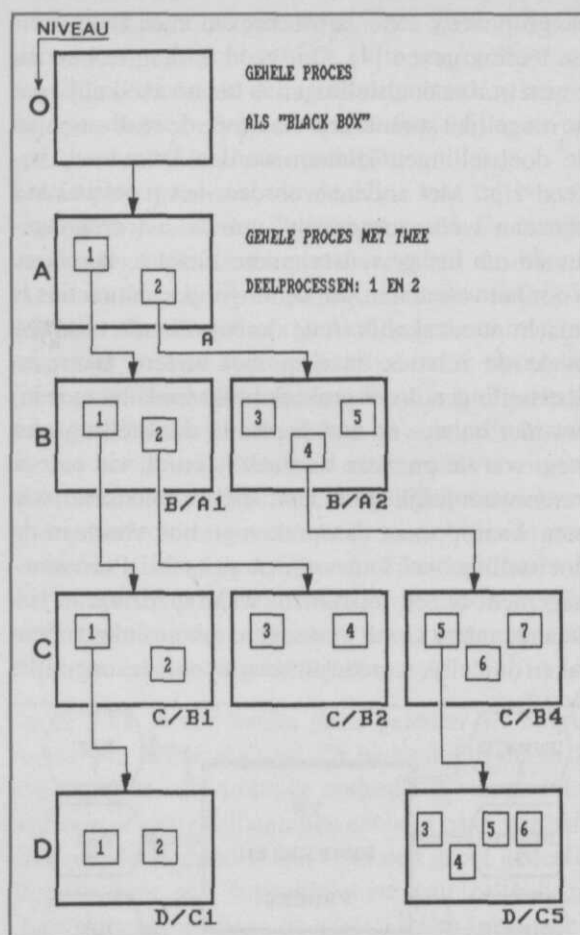 NIVEAU
O
GEHELE PROCES
ALS "BLACK BOX"
A
1
2
GEHELE PROCES MET TWEE
DEELPROCESSEN: 1 EN 2
A
B
1
2
B/A1
3
5
4
B/A2
C
1
2
C/B1
3
4
C/B2
5
7
6
C/B4
D
1
2
D/C1
3
5
6
4
D/C5